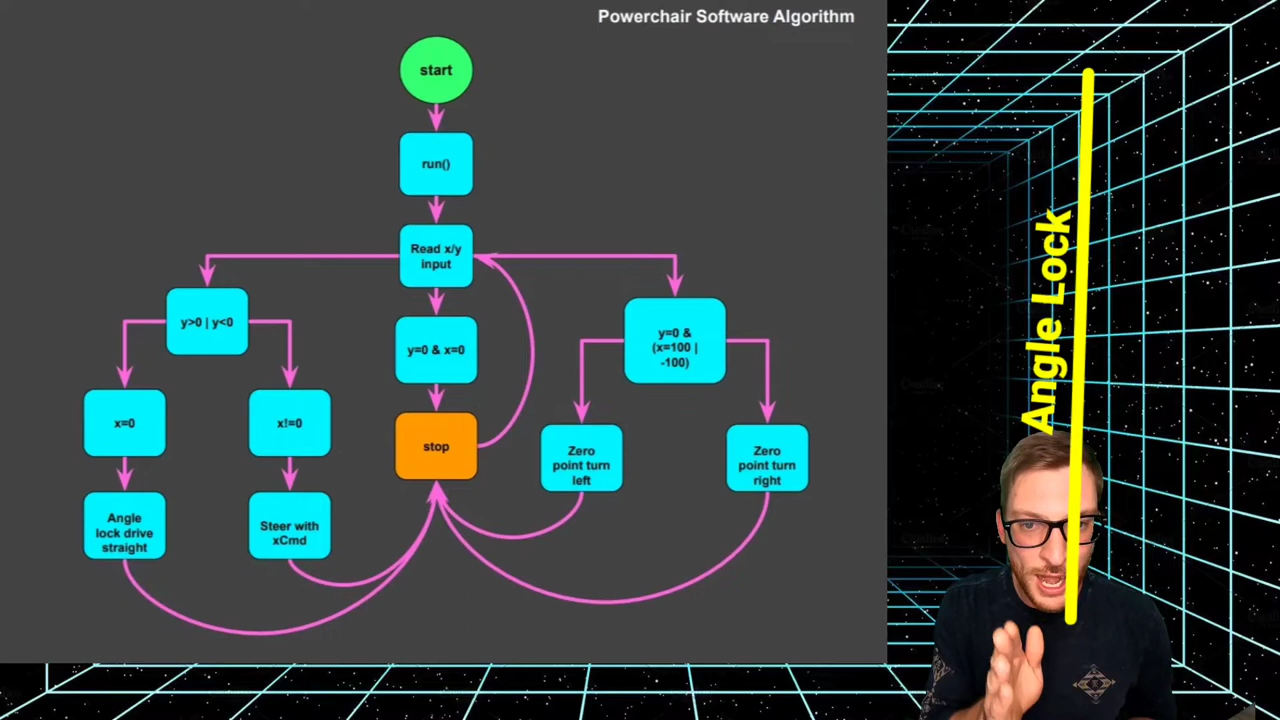 Powerchair Software Algorithm
start
run()
Read x/y
input
y>0 | y<0
y=0 & x=0
y=0 &
(x=100 |
-100)
x=0
x!=0
stop
Zero
point turn
left
Zero
point turn
right
Angle
lock drive
straight
Steer with
xCmd
Angle Lock